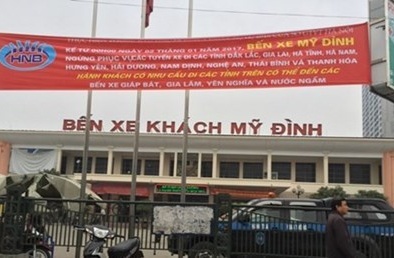 HNB
KỂ TỪ 0H00 NGÀY 02 THÁNG 01 NĂM 2017, BẾN XE MỸ ĐÌNH
NGỪNG PHỤC VỤ CÁC TUYẾN XE ĐI CÁC TỈNH ĐẮK LẮK, GIA LAI, HÀ TĨNH, HÀ NAM,
HƯNG YÊN, HẢI DƯƠNG, NAM ĐỊNH, NGHỆ AN, THÁI BÌNH VÀ THANH HÓA
HÀNH KHÁCH CÓ NHU CẦU ĐI CÁC TỈNH TRÊN CÓ THỂ ĐẾN CÁC
BẾN XE GIÁP BÁT, GIA LÂM, YÊN NGHĨA VÀ NƯỚC NGẦM
BẾN XE KHÁCH MỸ ĐÌNH